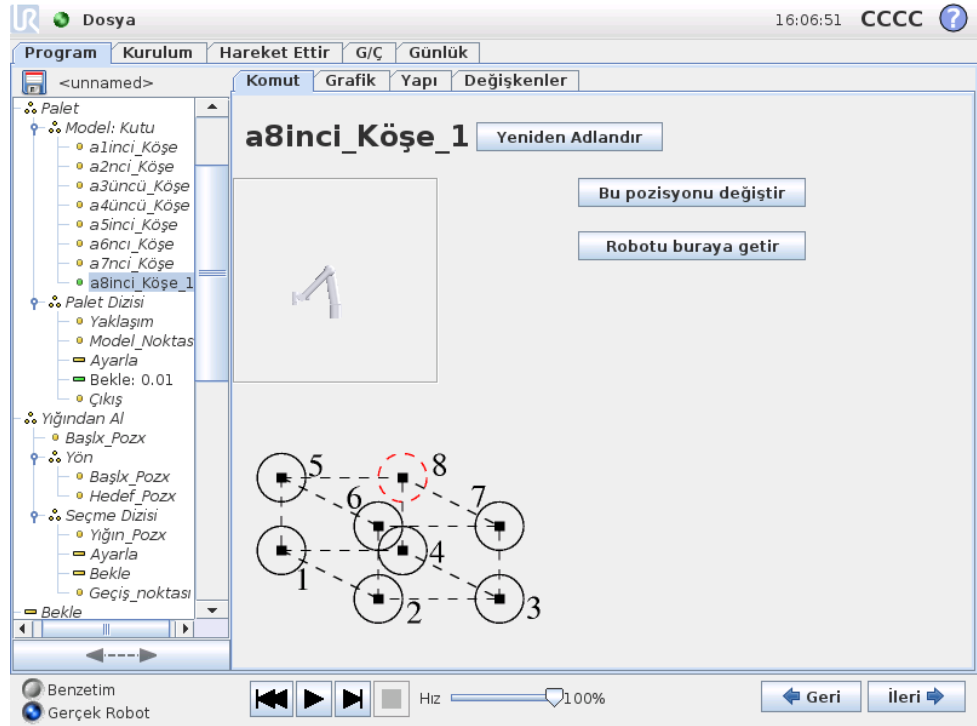 UR Dosya 16:06:51 CCCC ?
Program Kurulum Hareket Ettir G/Ç Günlük
<unnamed> Komut Grafik Yapı Değişkenler
Palet
Model: Kutu
a1inci_Köşe
a2nci_Köşe
a3üncü_Köşe
a4üncü_Köşe
a5inci_Köşe
a6ncı_Köşe
a7nci_Köşe
a8inci_Köşe_1
Palet Dizisi
Yaklaşım
Model_Noktas
Ayarla
Bekle: 0.01
Çıkış
Yığından Al
Başlx_Pozx
Yön
Başlx_Pozx
Hedef_Pozx
Seçme Dizisi
Yığın_Pozx
Ayarla
Bekle
Geçiş_noktası
Bekle
a8inci_Köşe_1 Yeniden Adlandır
Bu pozisyonu değiştir
Robotu buraya getir
5 8
6 7
1 4
2 3
Benzetim
Gerçek Robot
Hız 100%
Geri İleri